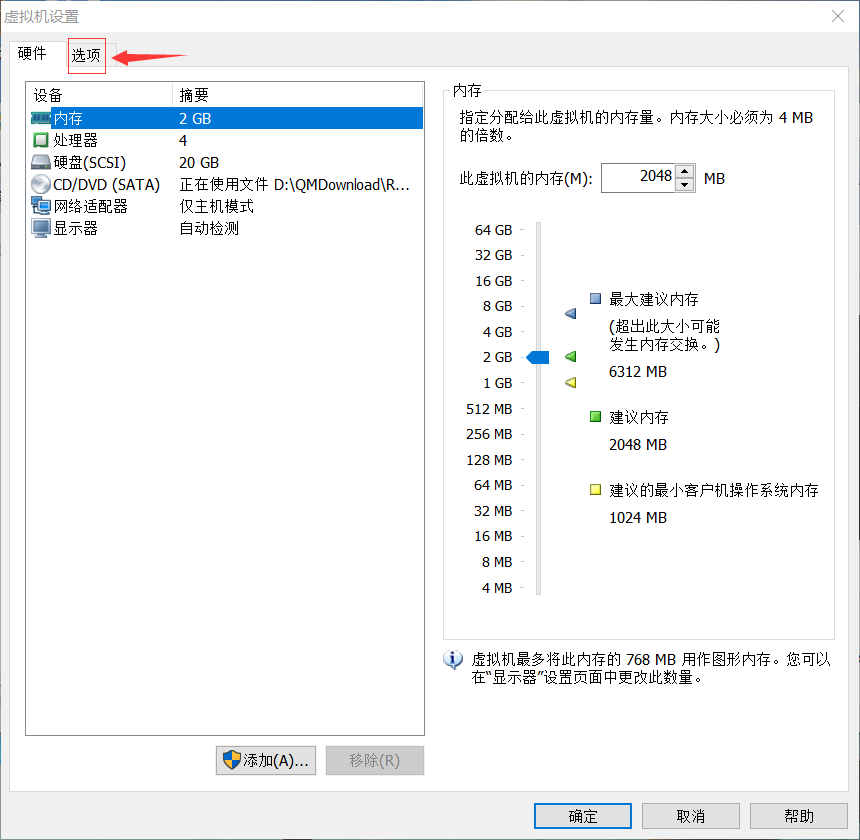 虚拟机设置
硬件
选项
设备 摘要
内存 2 GB
处理器 4
硬盘(SCSI) 20 GB
CD/DVD (SATA) 正在使用文件 D:\QMDownload\R...
网络适配器 仅主机模式
显示器 自动检测
添加(A)...
移除(R)
内存
指定分配给此虚拟机的内存量。内存大小必须为 4 MB
的倍数。
此虚拟机的内存(M): 2048 MB
64 GB
32 GB
16 GB
8 GB
4 GB
2 GB
1 GB
512 MB
256 MB
128 MB
64 MB
32 MB
16 MB
8 MB
4 MB
最大建议内存
(超出此大小可能
发生内存交换。)
6312 MB
建议内存
2048 MB
建议的最小客户机操作系统内存
1024 MB
虚拟机最多将此内存的 768 MB 用作图形内存。您可以
在“显示器”设置页面中更改此数量。
确定
取消
帮助